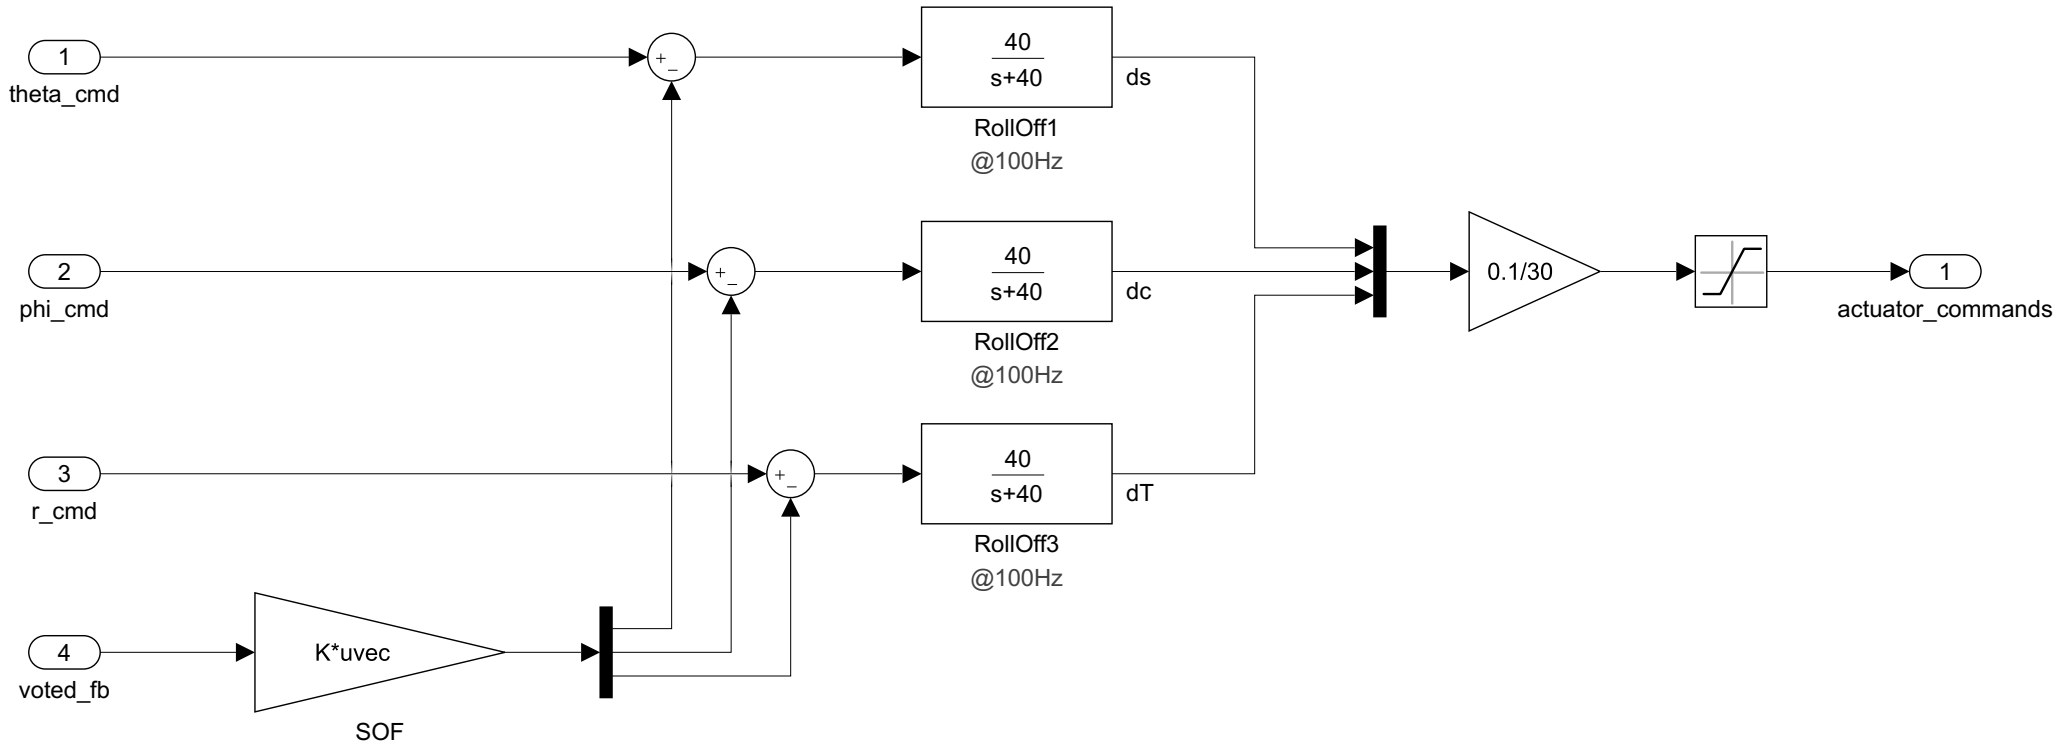 1
theta_cmd
+
−
40
s+40
ds
RollOff1
@100Hz
2
phi_cmd
+
−
40
s+40
dc
RollOff2
@100Hz
0.1/30
1
actuator_commands
3
r_cmd
+
−
40
s+40
dT
RollOff3
@100Hz
4
voted_fb
K*uvec
SOF